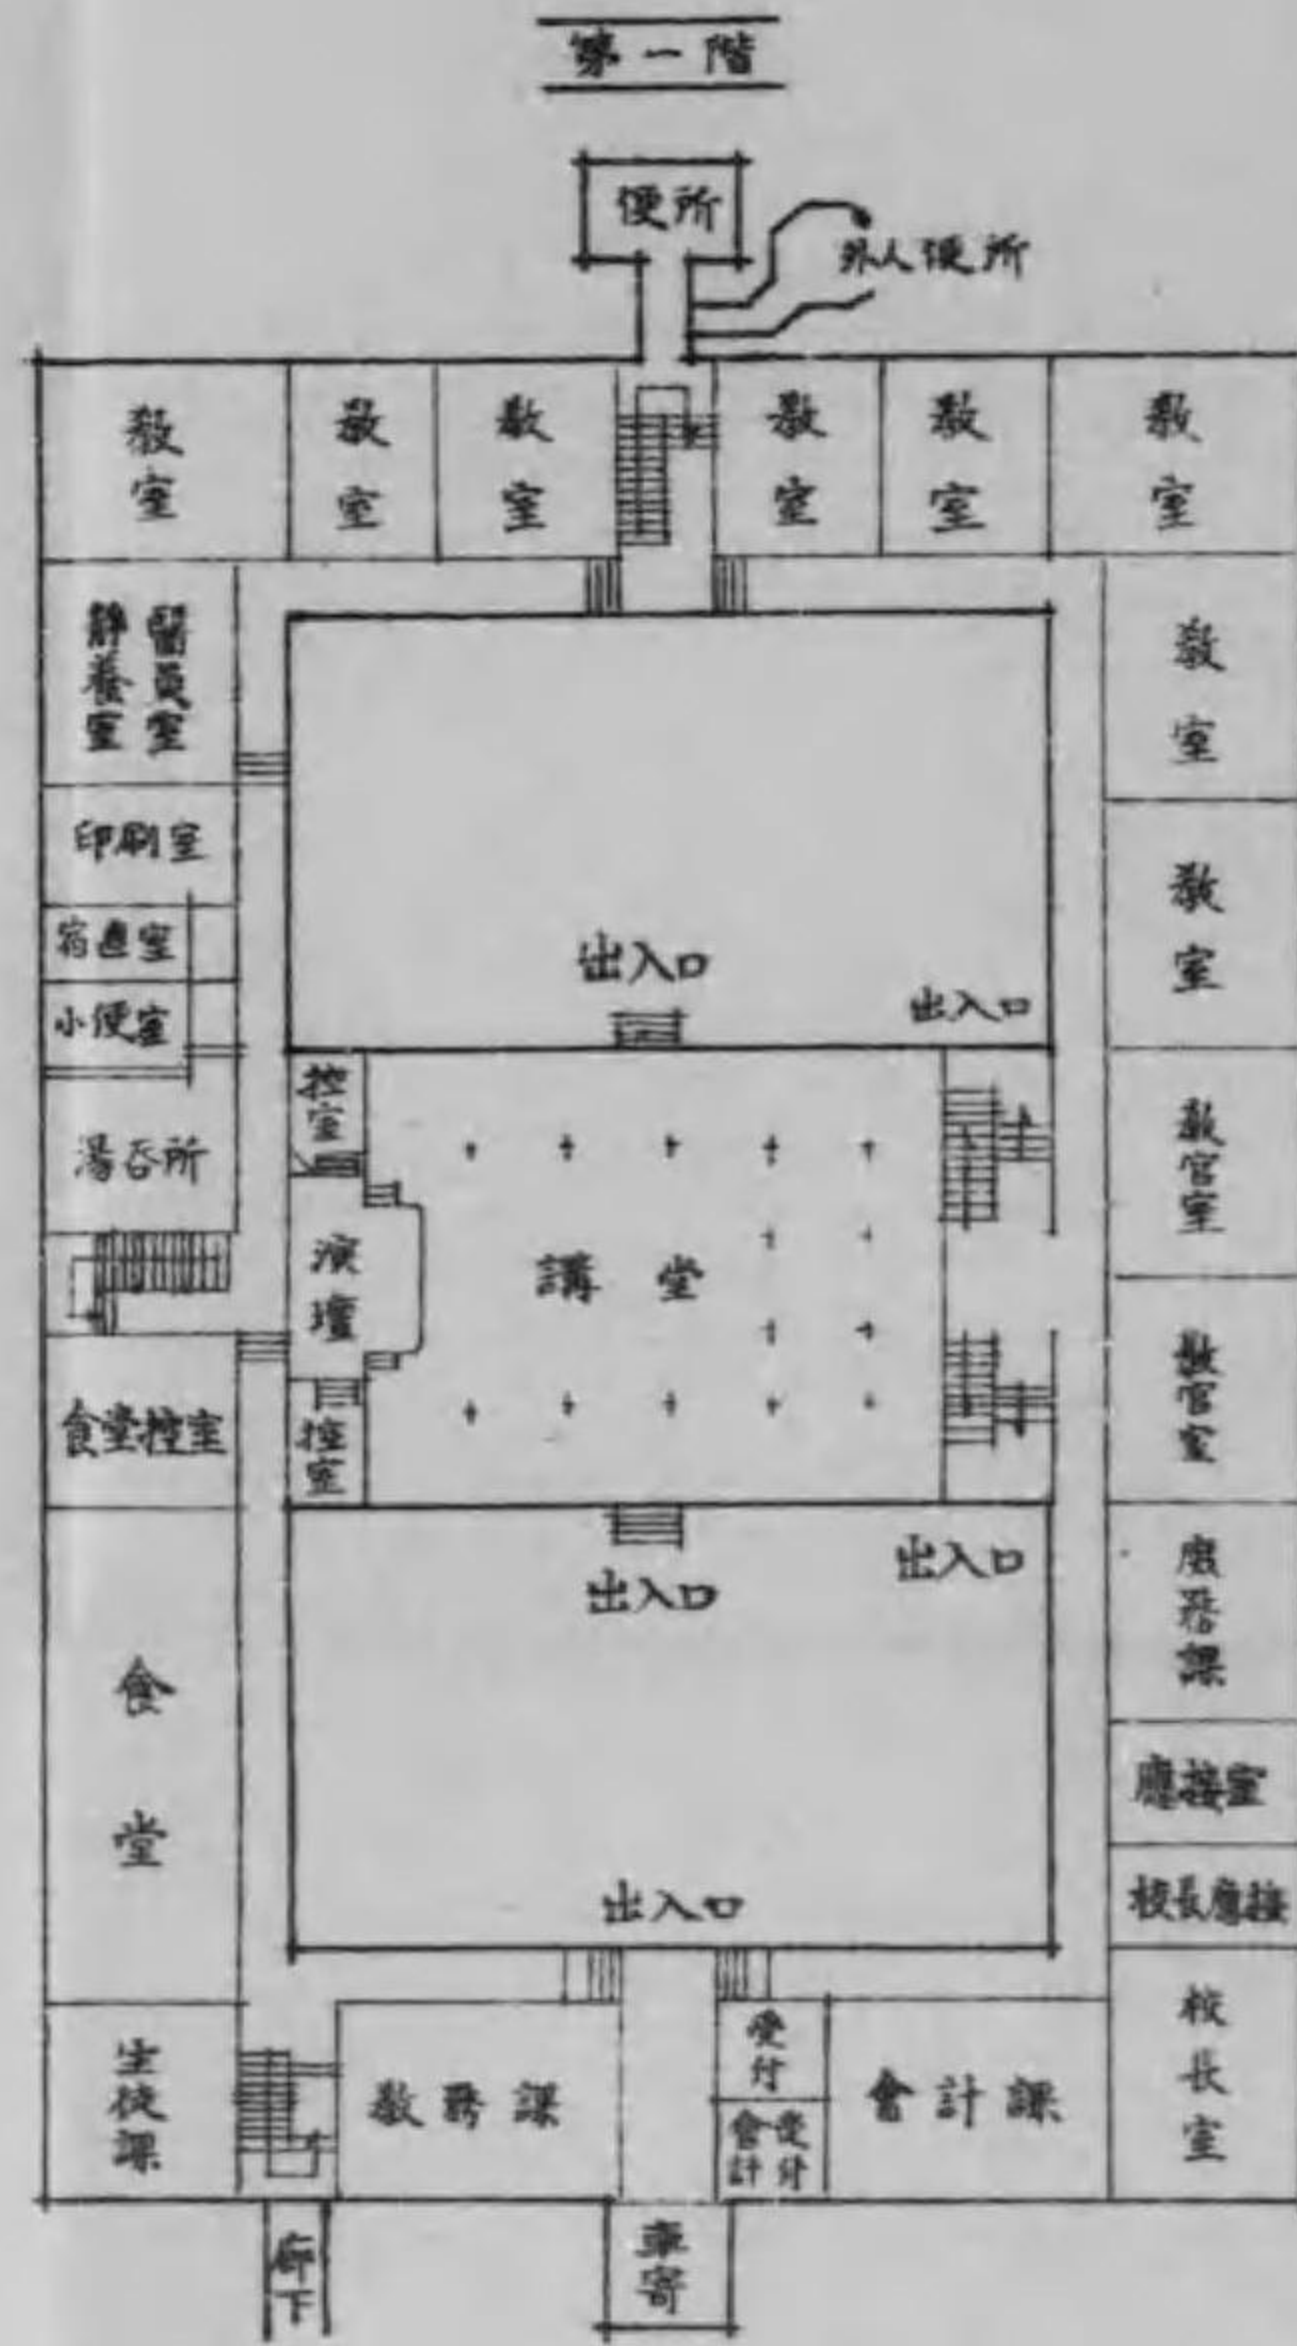 第一階
便所
外人便所
教室
教室
教室
教室
教室
教室
醫員室
靜養室
教室
印刷室
教室
宿直室
出入口
出入口
小便室
控室
湯呑所
教官室
演壇
講堂
教官室
食堂控室
控室
出入口
出入口
庶務課
食堂
應接室
出入口
校長應接
校長室
生徒課
教務課
受付
會計受付
會計課
廊下
車寄